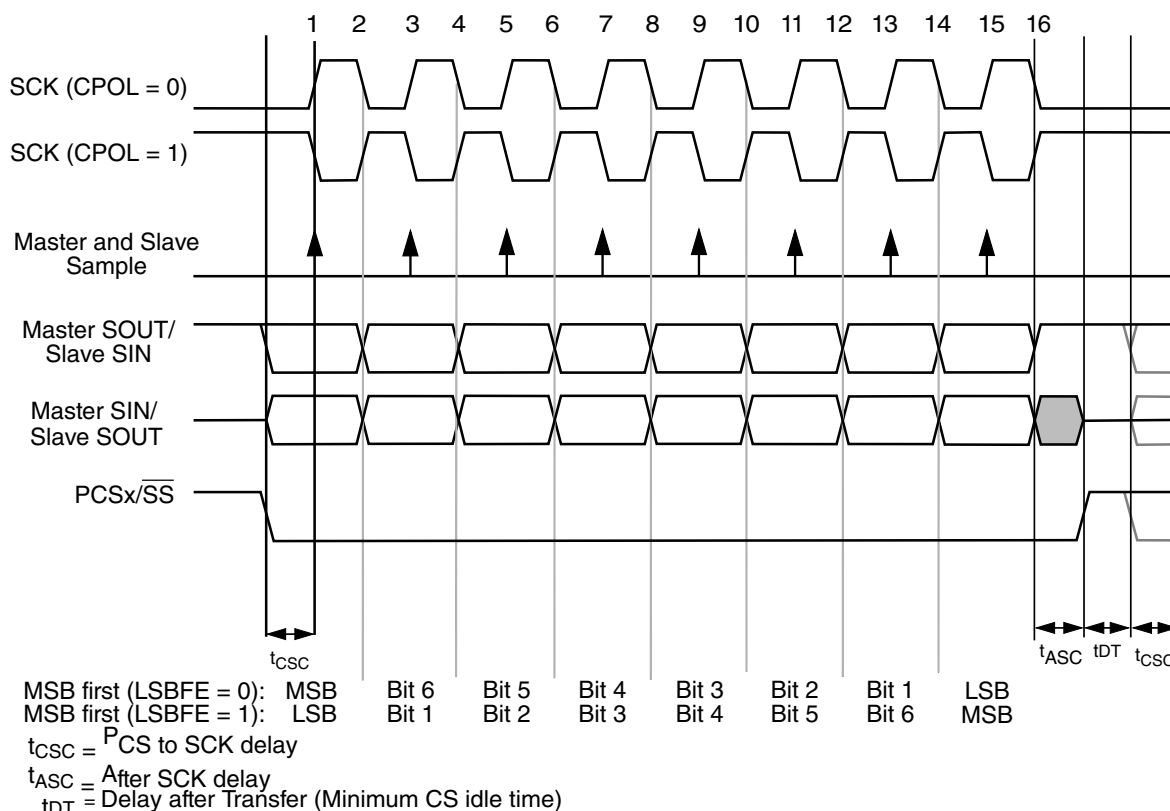 1 2 3 4 5 6 7 8 9 10 11 12 13 14 15 16
SCK (CPOL = 0)
SCK (CPOL = 1)
Master and Slave
Sample
Master SOUT/
Slave SIN
Master SIN/
Slave SOUT
PCSx/SS
tCSC tASC tDT tCSC
MSB first (LSBFE = 0): MSB Bit 6 Bit 5 Bit 4 Bit 3 Bit 2 Bit 1 LSB
MSB first (LSBFE = 1): LSB Bit 1 Bit 2 Bit 3 Bit 4 Bit 5 Bit 6 MSB
tCSC = PCS to SCK delay
tASC = After SCK delay
tDT = Delay after Transfer (Minimum CS idle time)